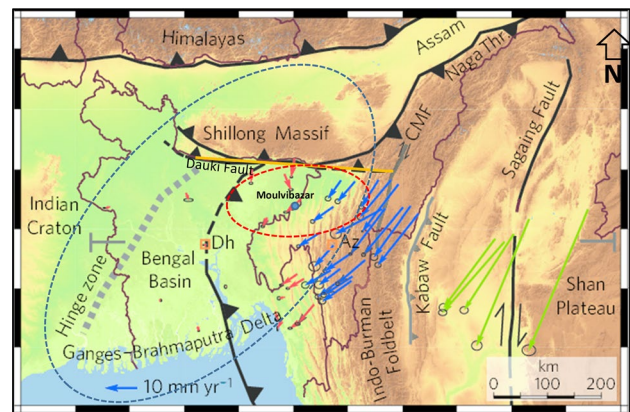 Himalayas
Assam
N
Naga Thr.
CMF
Shillong Massif
Sagaing Fault
Dauki Fault
Moulvibazar
Indian
Craton
Dh
Az
Bengal
Basin
Hinge zone
Kabaw Fault
Indo-Burman
Foldbelt
Shan
Plateau
Ganges–Brahmaputra Delta
10 mm yr⁻¹
km
0 100 200